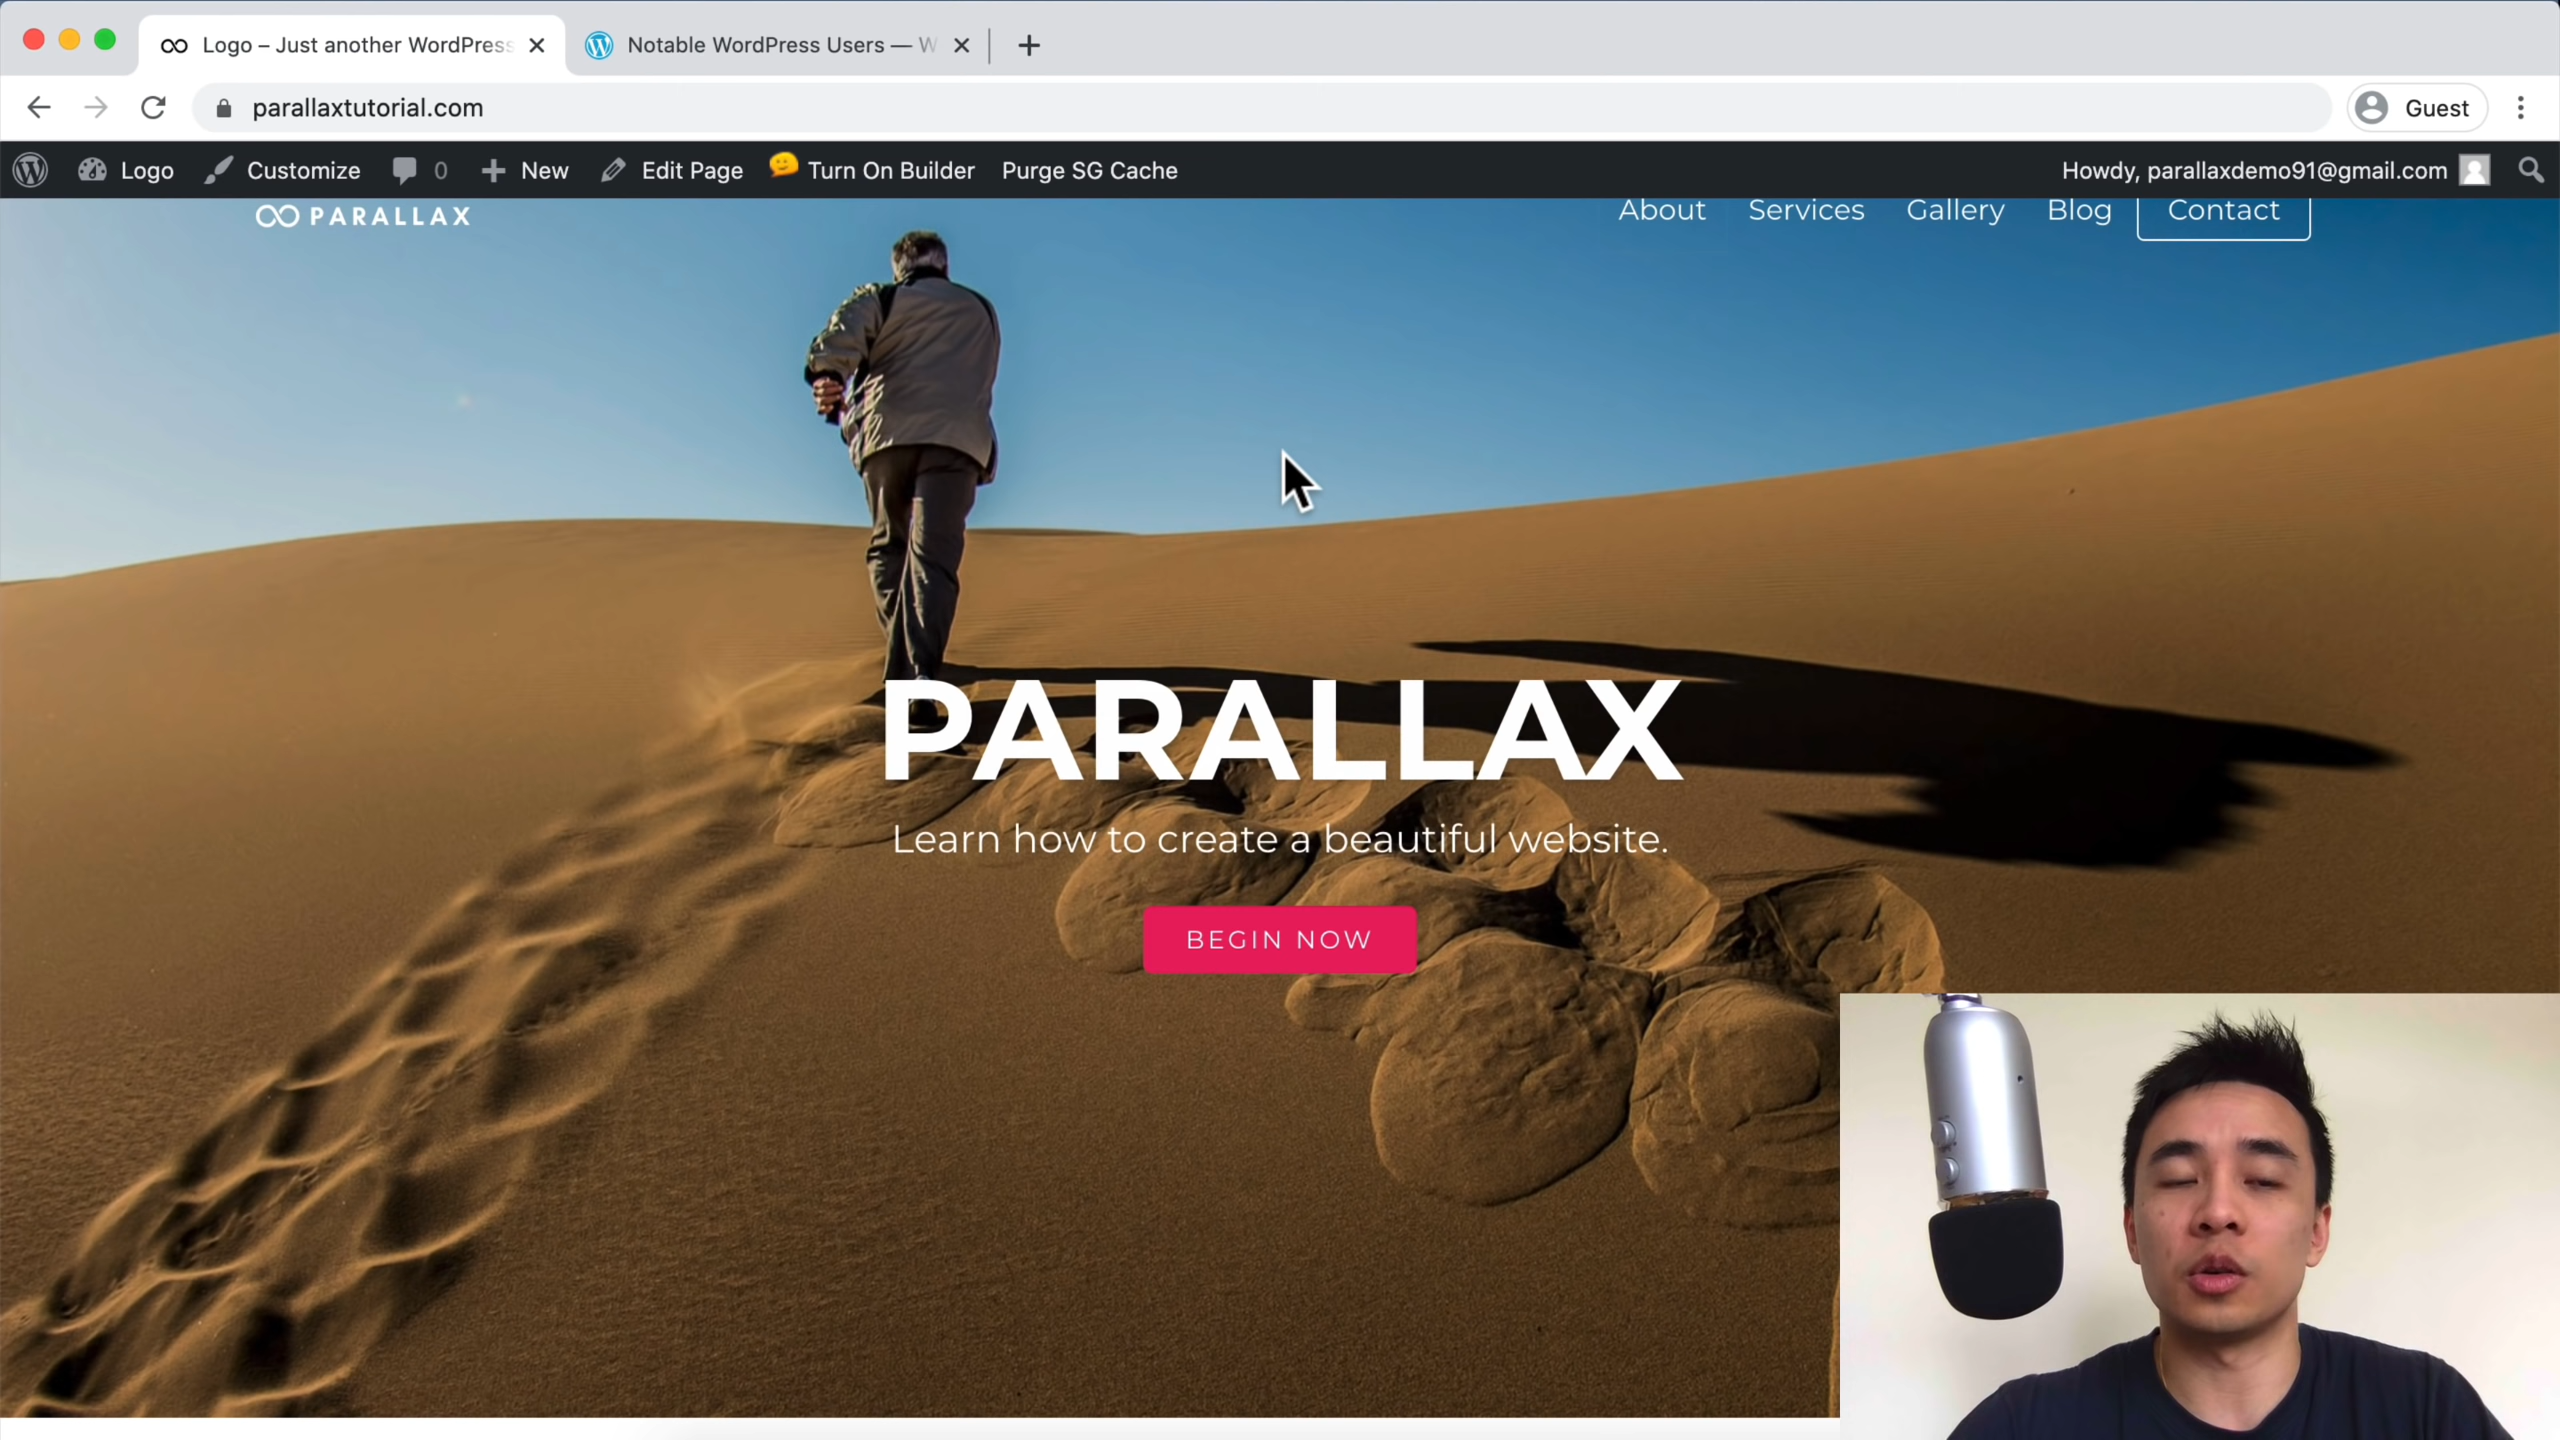 Logo – Just another WordPress
Notable WordPress Users — W
parallaxtutorial.com
Guest
Logo
Customize
0
New
Edit Page
Turn On Builder
Purge SG Cache
Howdy, parallaxdemo91@gmail.com
PARALLAX
About
Services
Gallery
Blog
Contact
PARALLAX
Learn how to create a beautiful website.
BEGIN NOW